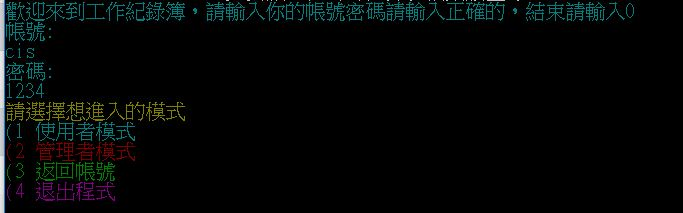 歡迎來到工作紀錄簿，請輸入你的帳號密碼請輸入正確的，結束請輸入0
帳號:
cis
密碼:
1234
請選擇想進入的模式
(1 使用者模式
(2 管理者模式
(3 返回帳號
(4 退出程式